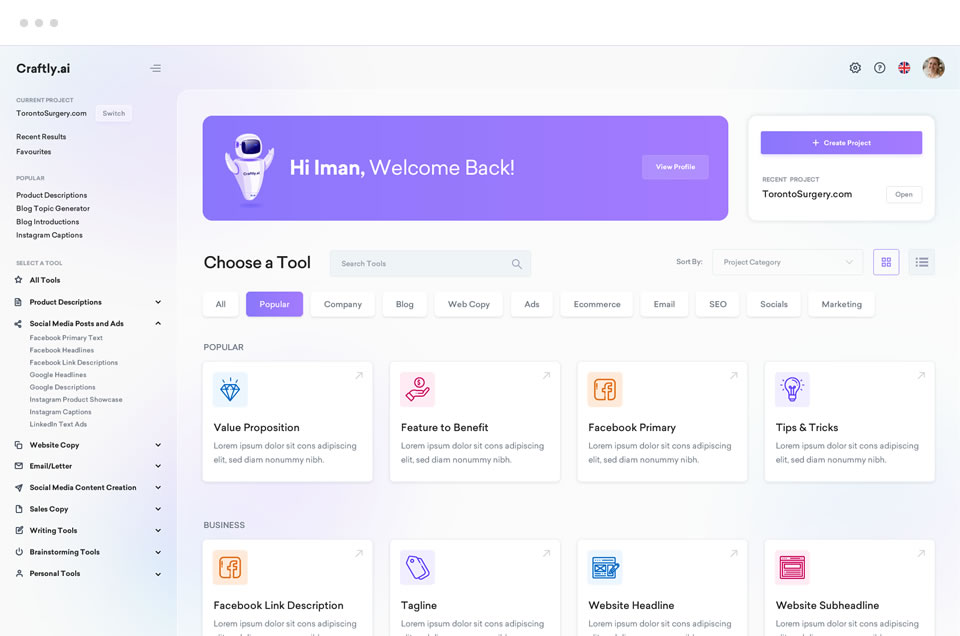 Craftly.ai
CURRENT PROJECT
TorontoSurgery.com
Switch
Recent Results
Favourites
POPULAR
Product Descriptions
Blog Topic Generator
Blog Introductions
Instagram Captions
SELECT A TOOL
All Tools
Product Descriptions
Social Media Posts and Ads
Facebook Primary Text
Facebook Headlines
Facebook Link Descriptions
Google Headlines
Google Descriptions
Instagram Product Showcase
Instagram Captions
LinkedIn Text Ads
Website Copy
Email/Letter
Social Media Content Creation
Sales Copy
Writing Tools
Brainstorming Tools
Personal Tools
Craftly.ai
Hi Iman, Welcome Back!
View Profile
+ Create Project
RECENT PROJECT
TorontoSurgery.com
Open
Choose a Tool
Search Tools
Sort By:
Project Category
All
Popular
Company
Blog
Web Copy
Ads
Ecommerce
Email
SEO
Socials
Marketing
POPULAR
Value Proposition
Lorem ipsum dolor sit cons adipiscing
elit, sed diam nonummy nibh.
Feature to Benefit
Lorem ipsum dolor sit cons adipiscing
elit, sed diam nonummy nibh.
Facebook Primary
Lorem ipsum dolor sit cons adipiscing
elit, sed diam nonummy nibh.
Tips & Tricks
Lorem ipsum dolor sit cons adipiscing
elit, sed diam nonummy nibh.
BUSINESS
Facebook Link Description
Lorem ipsum dolor sit cons adipiscing
Tagline
Lorem ipsum dolor sit cons adipiscing
Website Headline
Lorem ipsum dolor sit cons adipiscing
Website Subheadline
Lorem ipsum dolor sit cons adipiscing